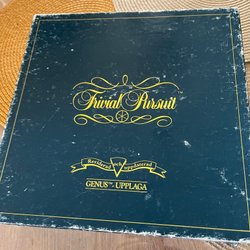 Trivial Pursuit
Reviderad och uppdaterad
GENUS™ UPPLAGA